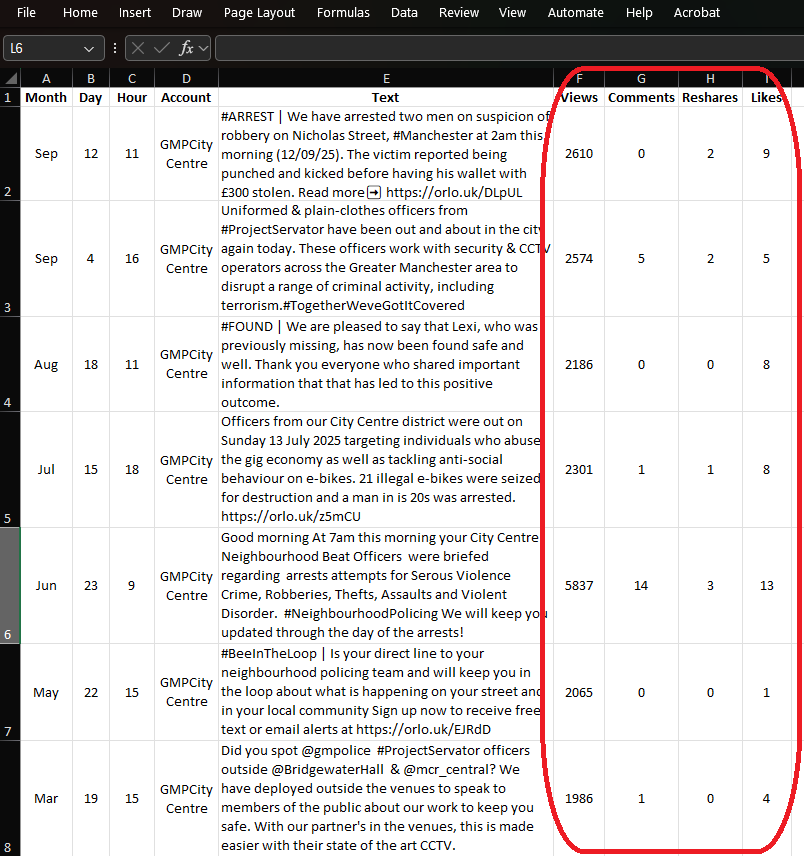 File Home Insert Draw Page Layout Formulas Data Review View Automate Help Acrobat
L6 fx
A B C D E F G H I
1 Month Day Hour Account Text Views Comments Reshares Likes
#ARREST | We have arrested two men on suspicion of
robbery on Nicholas Street, #Manchester at 2am this
morning (12/09/25). The victim reported being
punched and kicked before having his wallet with
£300 stolen. Read more➡ https://orlo.uk/DLpUL
2 Sep 12 11 GMPCity Centre 2610 0 2 9
Uniformed & plain-clothes officers from
#ProjectServator have been out and about in the city
again today. These officers work with security & CCTV
operators across the Greater Manchester area to
disrupt a range of criminal activity, including
terrorism.#TogetherWeveGotItCovered
3 Sep 4 16 GMPCity Centre 2574 5 2 5
#FOUND | We are pleased to say that Lexi, who was
previously missing, has now been found safe and
well. Thank you everyone who shared important
information that that has led to this positive
outcome.
4 Aug 18 11 GMPCity Centre 2186 0 0 8
Officers from our City Centre district were out on
Sunday 13 July 2025 targeting individuals who abuse
the gig economy as well as tackling anti-social
behaviour on e-bikes. 21 illegal e-bikes were seized
for destruction and a man in is 20s was arrested.
https://orlo.uk/z5mCU
5 Jul 15 18 GMPCity Centre 2301 1 1 8
Good morning At 7am this morning your City Centre
Neighbourhood Beat Officers were briefed
regarding arrests attempts for Serous Violence
Crime, Robberies, Thefts, Assaults and Violent
Disorder. #NeighbourhoodPolicing We will keep you
updated through the day of the arrests!
6 Jun 23 9 GMPCity Centre 5837 14 3 13
#BeeInTheLoop | Is your direct line to your
neighbourhood policing team and will keep you in
the loop about what is happening on your street and
in your local community Sign up now to receive free
text or email alerts at https://orlo.uk/EJRdD
7 May 22 15 GMPCity Centre 2065 0 0 1
Did you spot @gmpolice #ProjectServator officers
outside @BridgewaterHall & @mcr_central? We
have deployed outside the venues to speak to
members of the public about our work to keep you
safe. With our partner's in the venues, this is made
easier with their state of the art CCTV.
8 Mar 19 15 GMPCity Centre 1986 1 0 4